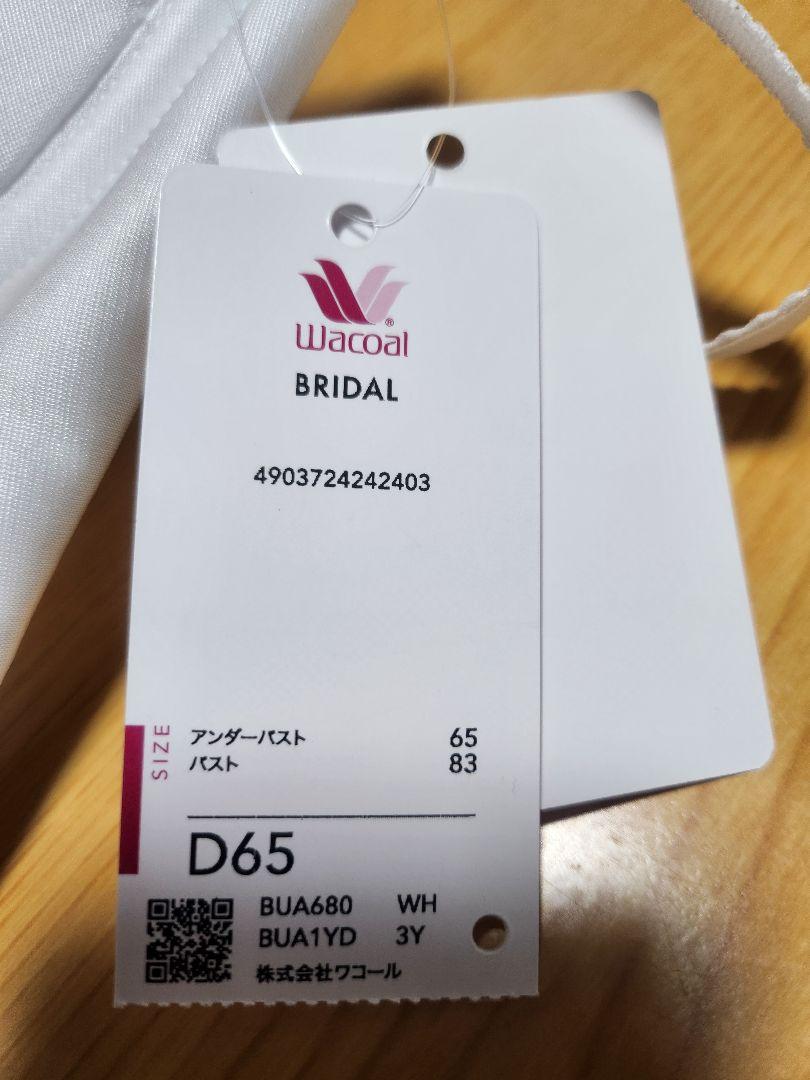 Wacoal®
BRIDAL
4903724242403
SIZE
アンダーバスト 65
バスト 83
D65
BUA680 WH
BUA1YD 3Y
株式会社ワコール